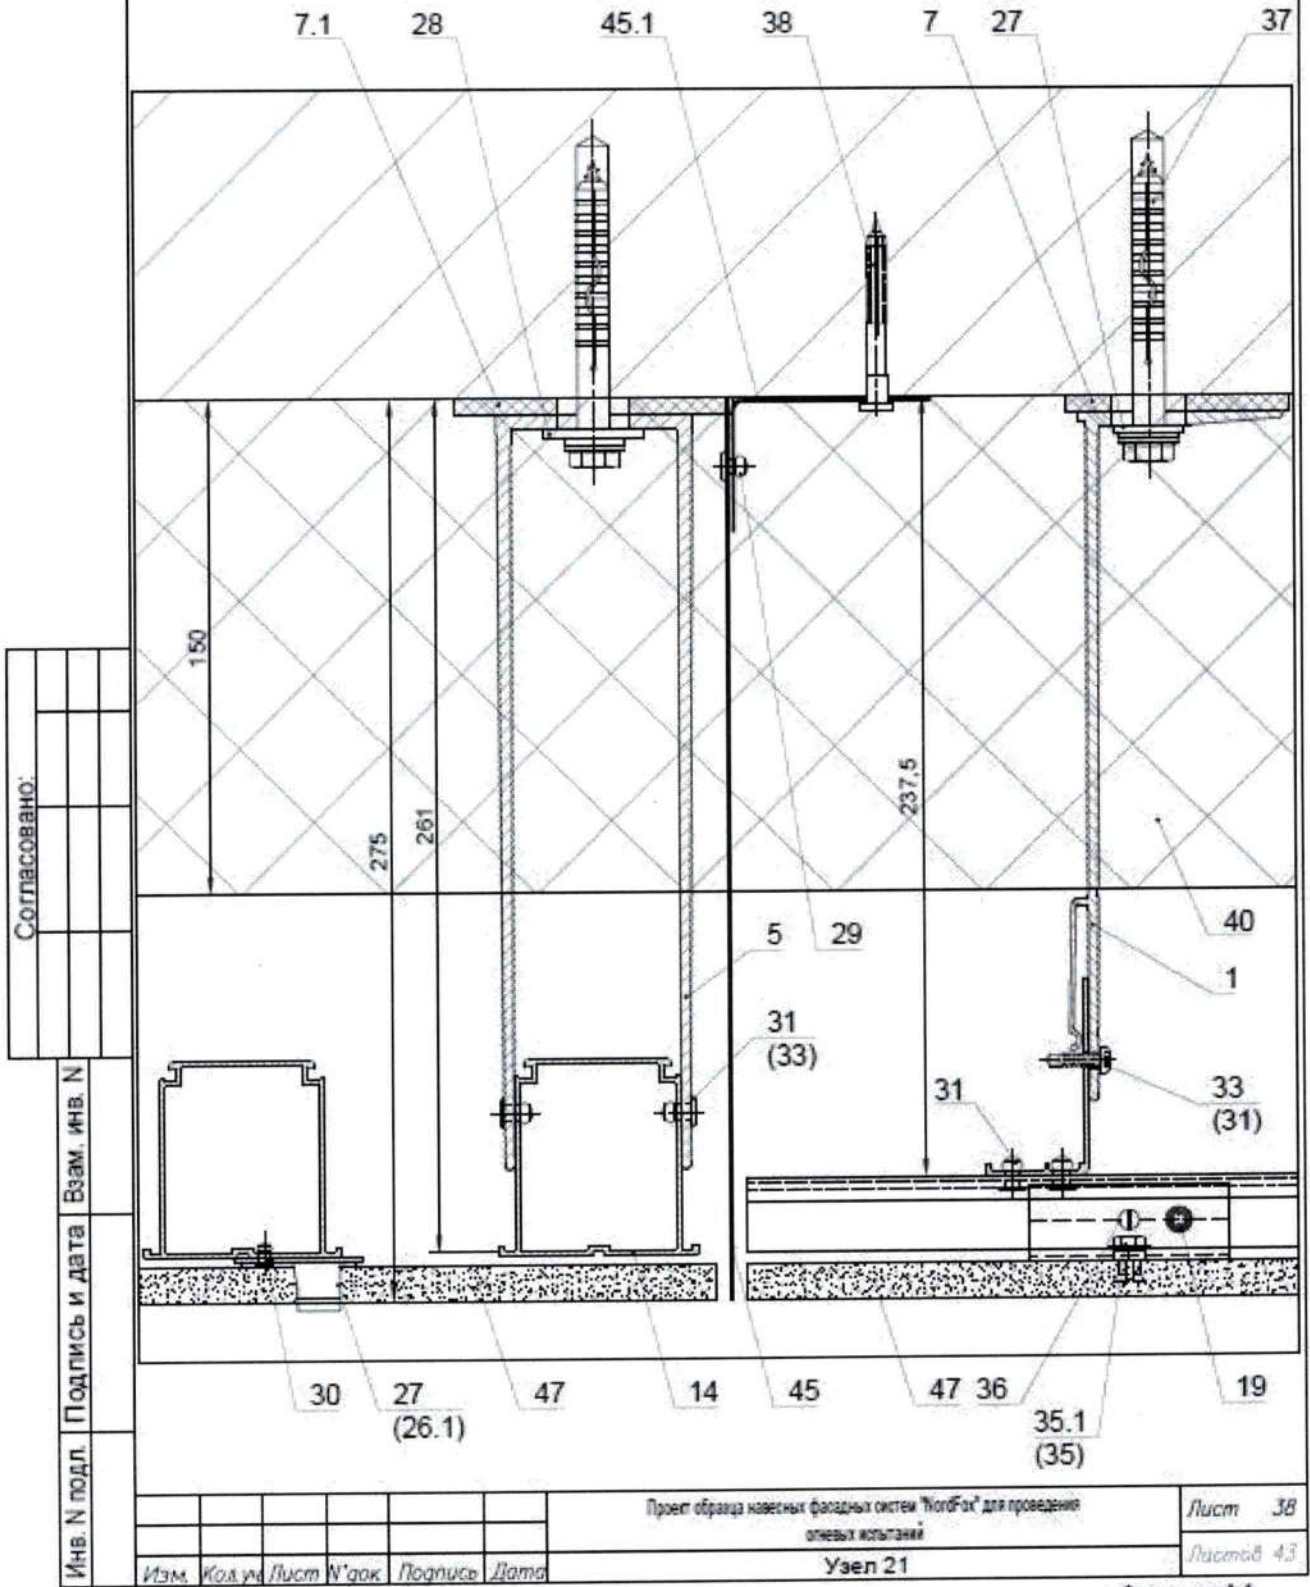 7.1 28 45.1 38 7 27 37
150
275
261
237,5
40
5 29
1
31
(33)
31
33
(31)
30 27 47 14 45 47 36 19
(26.1)
35.1
(35)
Согласовано:
Взам. инв. N
Подпись и дата
Инв. N подл.
Проект образца навесных фасадных систем "NordFox" для проведения
огневых испытаний
Узел 21
Лист 38
Листов 43
Изм. Кол.уч Лист N°док Подпись Дата